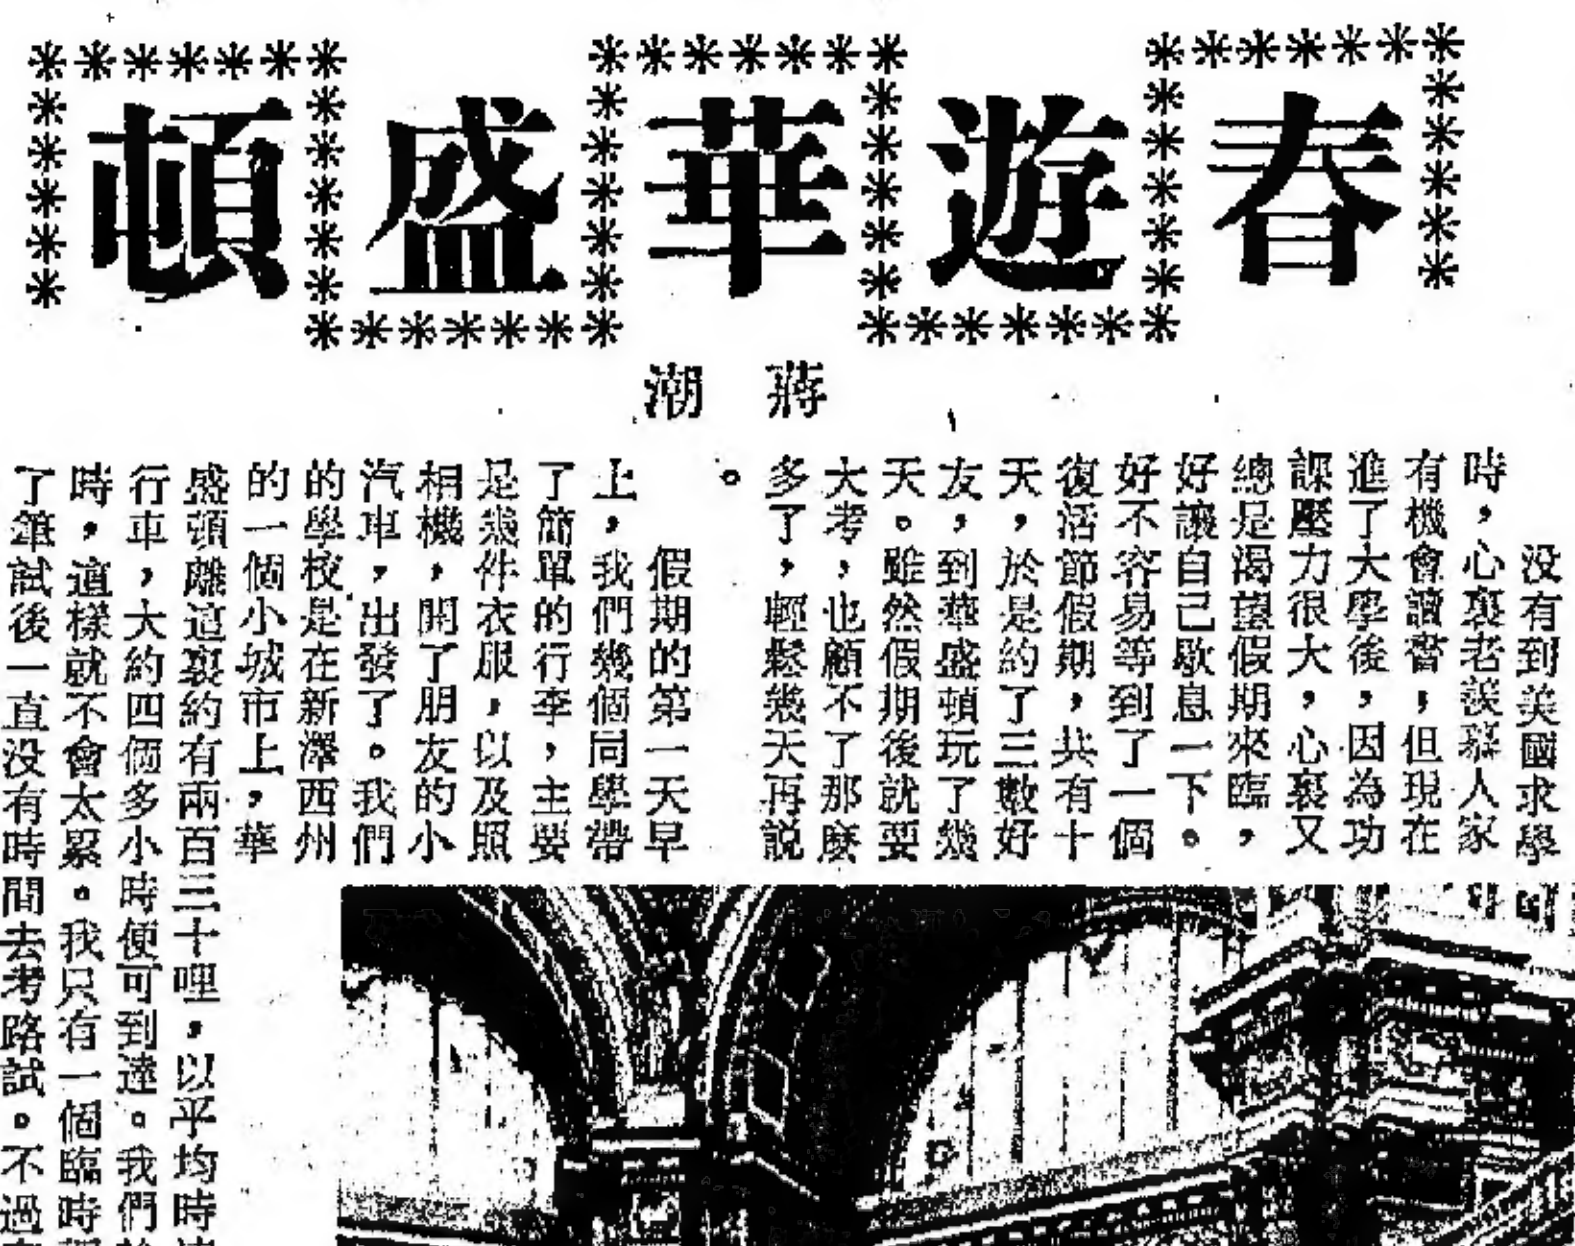 春遊華盛頓
蔣潮
没有到美國求學
時，心裏老羨慕人家
有機會讀書，但現在
進了大學後，因為功
課壓力很大，心裏又
總是渴望假期來臨，
好讓自己歇息一下。
好不容易等到了一個
復活節假期，共有十
天，於是約了三數好
友，到華盛頓玩了幾
天。雖然假期後就要
大考，也顧不了那麼
多了，輕鬆幾天再説
。
假期的第一天早
上，我們幾個同學帶
了簡單的行李，主要
是幾件衣服，以及照
相機，開了朋友的小
汽車，出發了。我們
的學校是在新澤西州
的一個小城市上，華
盛頓離這裏約有兩百三十哩，以平均時
行車，大約四個多小時便可到達。我們
時，這樣就不會太累。我只有一個臨時
了筆試後一直没有時間去考路試。不過